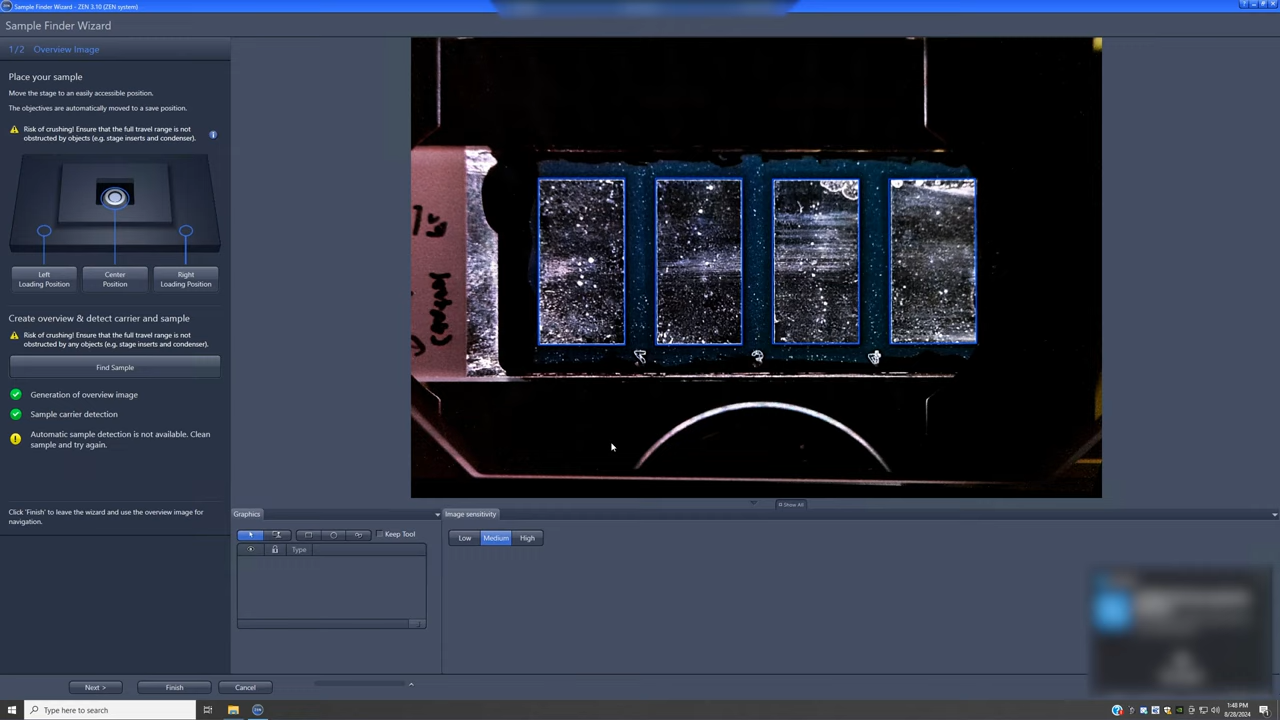 Sample Finder Wizard - ZEN 3.10 (ZEN system)
Sample Finder Wizard
1/2 Overview Image
Place your sample
Move the stage to an easily accessible position.
The objectives are automatically moved to a save position.
Risk of crushing! Ensure that the full travel range is not
obstructed by objects (e.g. stage inserts and condenser).
Left
Loading Position
Center
Position
Right
Loading Position
Create overview & detect carrier and sample
Risk of crushing! Ensure that the full travel range is not
obstructed by any objects (e.g. stage inserts and condenser).
Find Sample
Generation of overview image
Sample carrier detection
Automatic sample detection is not available. Clean
sample and try again.
Click 'Finish' to leave the wizard and use the overview image for
navigation.
Show All
Graphics
Keep Tool
Type
Image sensitivity
Low
Medium
High
Next >
Finish
Cancel
Type here to search
1:48 PM
8/28/2024